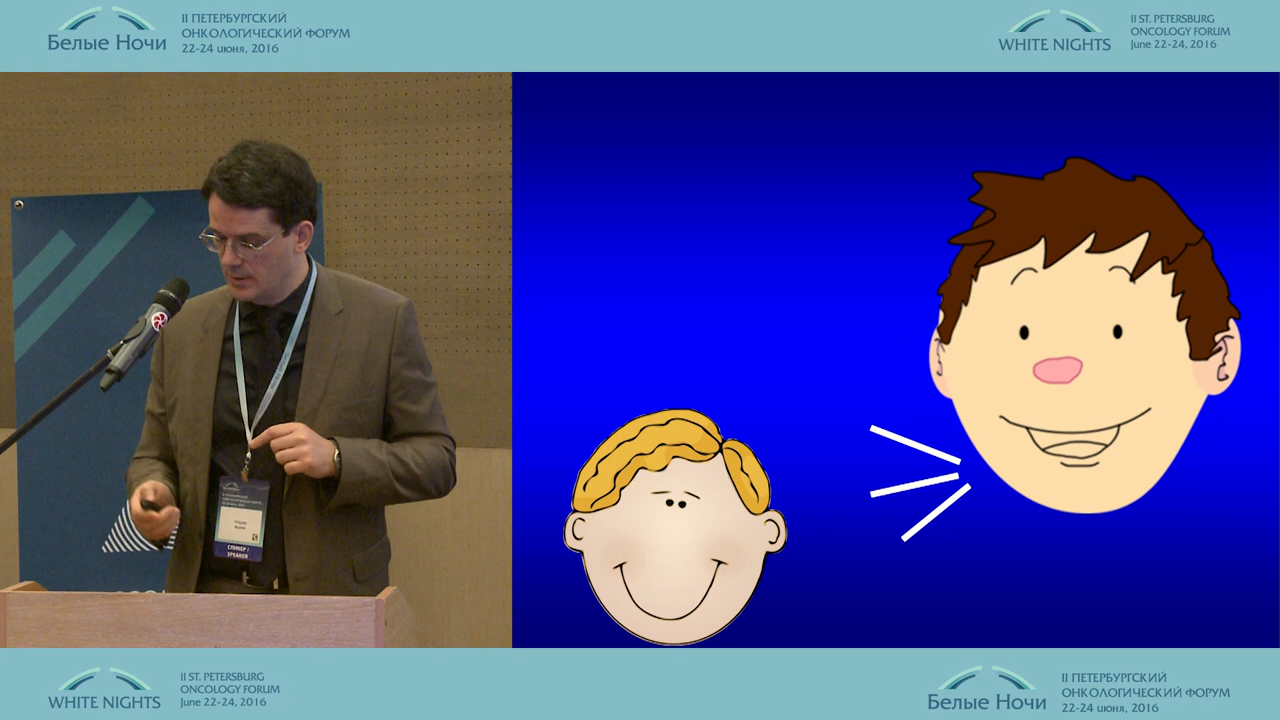 Белые Ночи
II ПЕТЕРБУРГСКИЙ
ОНКОЛОГИЧЕСКИЙ ФОРУМ
22-24 июня, 2016
WHITE NIGHTS
II ST. PETERSBURG
ONCOLOGY FORUM
June 22-24, 2016
СПИКЕР /
SPEAKER
WHITE NIGHTS
II ST. PETERSBURG
ONCOLOGY FORUM
June 22-24, 2016
Белые Ночи
II ПЕТЕРБУРГСКИЙ
ОНКОЛОГИЧЕСКИЙ ФОРУМ
22-24 июня, 2016